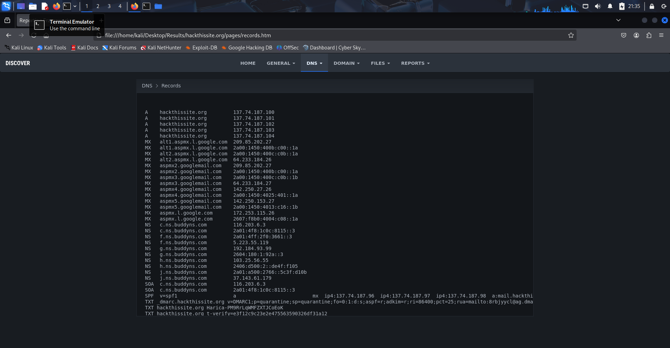 1 2 3 4
21:35
Terminal Emulator
Use the command line
file:///home/kali/Desktop/Results/hackthissite.org/pages/records.htm
Kali Linux Kali Tools Kali Docs Kali Forums Kali NetHunter Exploit-DB Google Hacking DB OffSec Dashboard | Cyber Sky...
DISCOVER HOME GENERAL DNS DOMAIN FILES REPORTS
DNS > Records
A hackthissite.org 137.74.187.100
A hackthissite.org 137.74.187.101
A hackthissite.org 137.74.187.102
A hackthissite.org 137.74.187.103
A hackthissite.org 137.74.187.104
MX alt1.aspmx.l.google.com 209.85.202.27
MX alt1.aspmx.l.google.com 2a00:1450:400b:c00::1a
MX alt2.aspmx.l.google.com 2a00:1450:400c:c0b::1a
MX alt2.aspmx.l.google.com 64.233.184.26
MX aspmx2.googlemail.com 209.85.202.27
MX aspmx2.googlemail.com 2a00:1450:400b:c00::1a
MX aspmx3.googlemail.com 2a00:1450:400c:c0b::1b
MX aspmx3.googlemail.com 64.233.184.27
MX aspmx4.googlemail.com 142.250.27.26
MX aspmx4.googlemail.com 2a00:1450:4025:401::1a
MX aspmx5.googlemail.com 142.250.153.27
MX aspmx5.googlemail.com 2a00:1450:4013:c16::1b
MX aspmx.l.google.com 172.253.115.26
MX aspmx.l.google.com 2607:f8b0:4004:c08::1a
NS c.ns.buddyns.com 116.203.6.3
NS c.ns.buddyns.com 2a01:4f8:1c0c:8115::3
NS f.ns.buddyns.com 2a01:4ff:2f0:3661::3
NS f.ns.buddyns.com 5.223.55.119
NS g.ns.buddyns.com 192.184.93.99
NS g.ns.buddyns.com 2604:180:1:92a::3
NS h.ns.buddyns.com 103.25.56.55
NS h.ns.buddyns.com 2406:d500:2::de4f:f105
NS j.ns.buddyns.com 2a01:a500:2766::5c3f:d10b
NS j.ns.buddyns.com 37.143.61.179
SOA c.ns.buddyns.com 116.203.6.3
SOA c.ns.buddyns.com 2a01:4f8:1c0c:8115::3
SPF v=spf1 a mx ip4:137.74.187.96 ip4:137.74.187.97 ip4:137.74.187.98 a:mail.hackthi
TXT _dmarc.hackthissite.org v=DMARC1;p=quarantine;sp=quarantine;fo=0:1:d:s;aspf=r;adkim=r;ri=86400;pct=25;rua=mailto:8rbjyycl@ag.dma
TXT hackthissite.org
TXT hackthissite.org